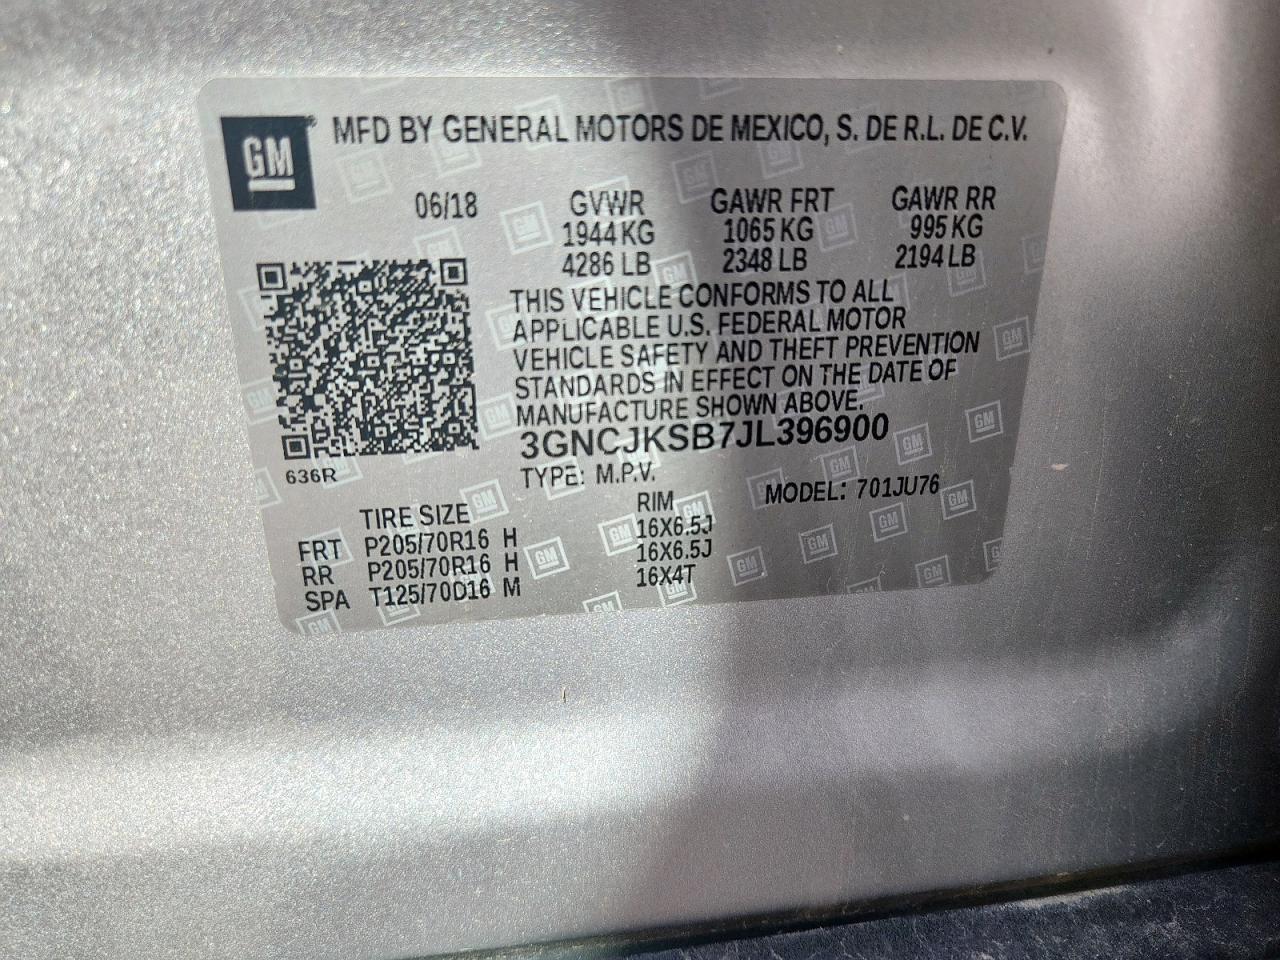 GM MFD BY GENERAL MOTORS DE MEXICO, S. DE R.L. DE C.V.
06/18 GVWR GAWR FRT GAWR RR
1944 KG 1065 KG 995 KG
4286 LB 2348 LB 2194 LB
THIS VEHICLE CONFORMS TO ALL
APPLICABLE U.S. FEDERAL MOTOR
VEHICLE SAFETY AND THEFT PREVENTION
STANDARDS IN EFFECT ON THE DATE OF
MANUFACTURE SHOWN ABOVE.
3GNCJKSB7JL396900
636R
TYPE: M.P.V. MODEL: 701JU76
TIRE SIZE RIM
FRT P205/70R16 H 16X6.5J
RR P205/70R16 H 16X6.5J
SPA T125/70D16 M 16X4T